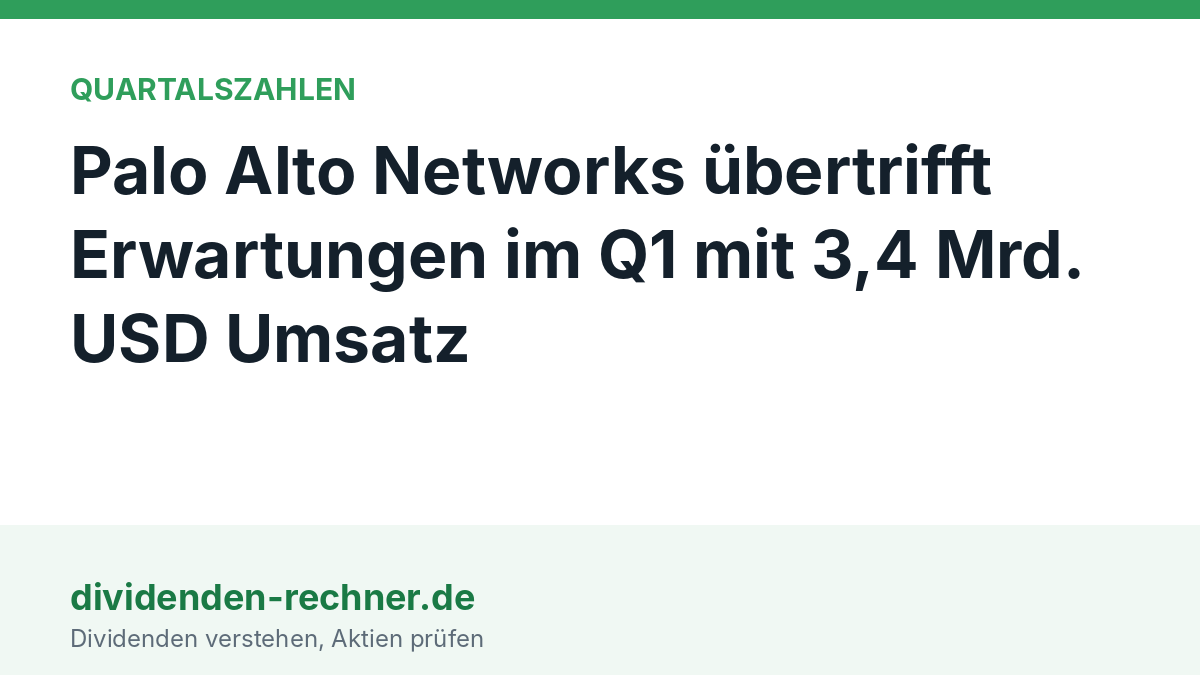 QUARTALSZAHLEN
Palo Alto Networks übertrifft
Erwartungen im Q1 mit 3,4 Mrd.
USD Umsatz
dividenden-rechner.de
Dividenden verstehen, Aktien prüfen